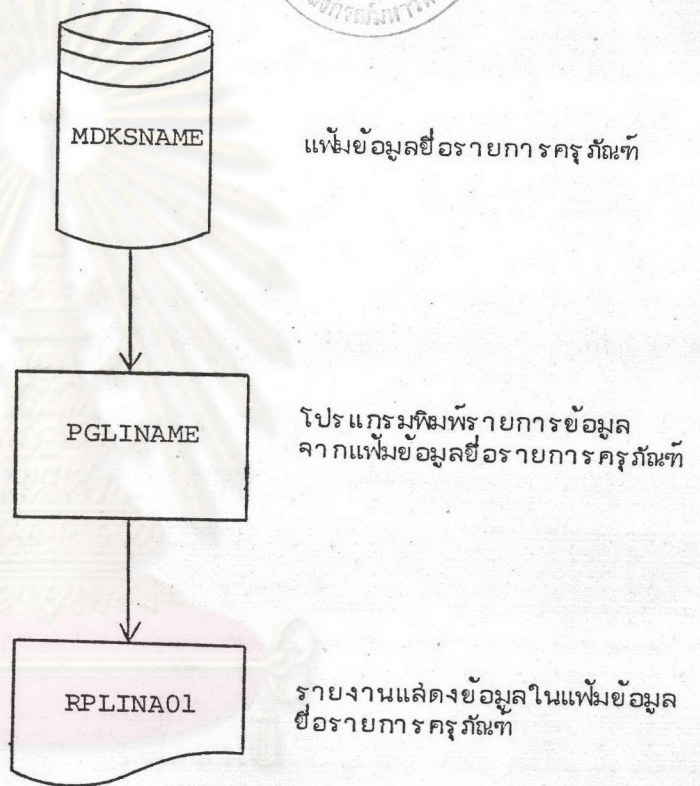 MDKSNAME
แฟ้มข้อมูลชื่อรายการครุภัณฑ์
PGLINAME
โปรแกรมพิมพ์รายการข้อมูล
จากแฟ้มข้อมูลชื่อรายการครุภัณฑ์
RPLINA01
รายงานแสดงข้อมูลในแฟ้มข้อมูล
ชื่อรายการครุภัณฑ์